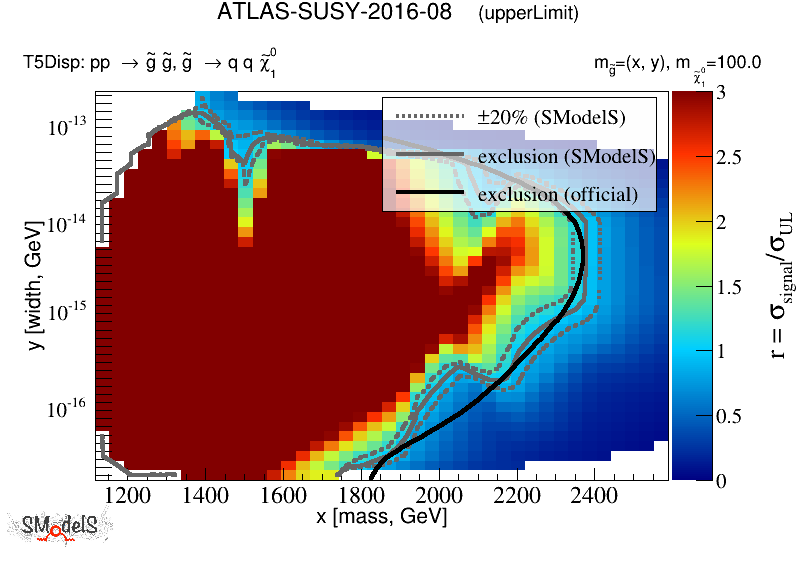 ATLAS-SUSY-2016-08 (upperLimit)
T5Disp: pp → g̃ g̃, g̃ → q q χ̃₁⁰
m_g̃=(x, y), m_χ̃₁⁰=100.0
±20% (SModelS)
exclusion (SModelS)
exclusion (official)
y [width, GeV]
10⁻¹³
10⁻¹⁴
10⁻¹⁵
10⁻¹⁶
1200 1400 1600 1800 2000 2200 2400
x [mass, GeV]
3
2.5
2
1.5
1
0.5
0
r = σ_signal/σ_UL
SModelS